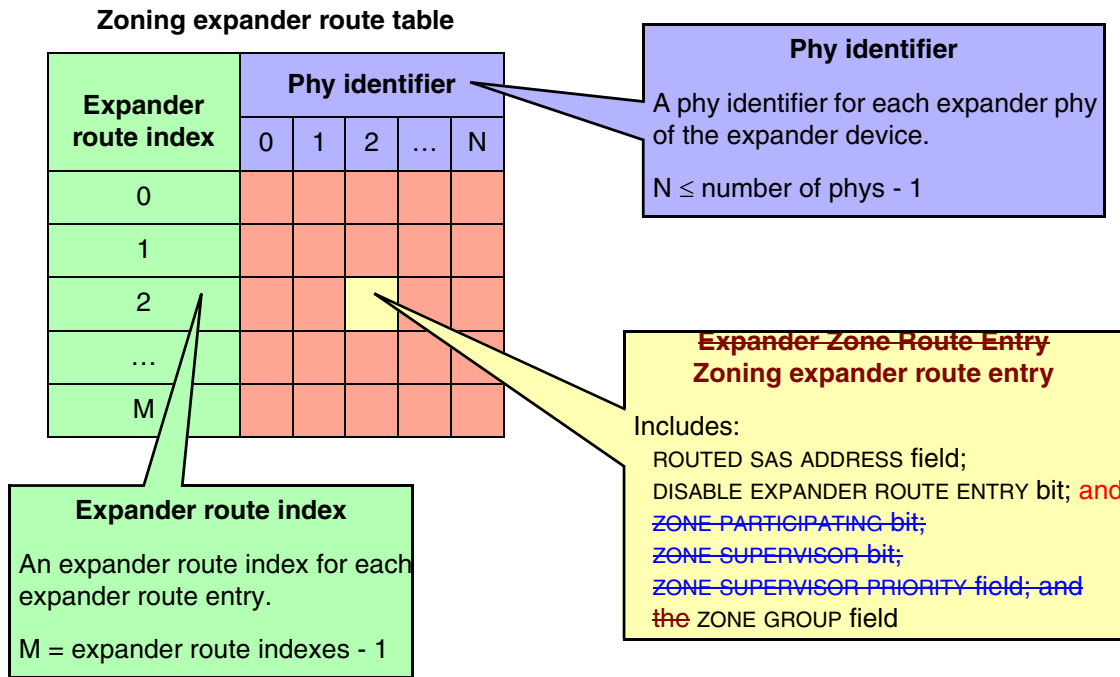 Zoning expander route table
Expander
route index
Phy identifier
0 1 2 … N
0
1
2
…
M
Phy identifier
A phy identifier for each expander phy
of the expander device.
N ≤ number of phys - 1
Expander Zone Route Entry
Zoning expander route entry
Includes:
ROUTED SAS ADDRESS field;
DISABLE EXPANDER ROUTE ENTRY bit; and
ZONE PARTICIPATING bit;
ZONE SUPERVISOR bit;
ZONE SUPERVISOR PRIORITY field; and
the ZONE GROUP field
Expander route index
An expander route index for each
expander route entry.
M = expander route indexes - 1